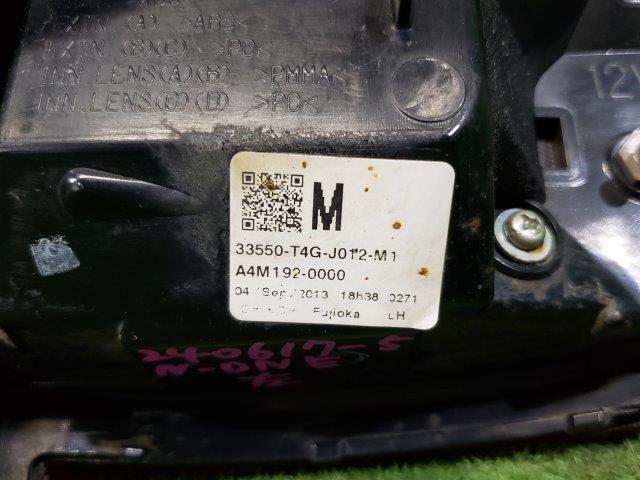 EXTN (A) >ABS<
EXTN (B)(C) >PC<
INN.LENS(A)(B) >PMMA<
INN.LENS(C)(D) >PC<
12V
M
33550-T4G-J012-M1
A4M192-0000
04/Sep/2013 18h38 0271
Fujioka LH
240617-5
N-ONE
左